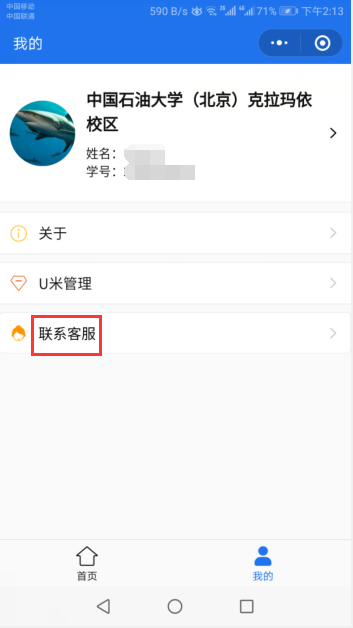 中国移动
中国联通
590 B/s
71%
下午2:13
我的
中国石油大学（北京）克拉玛依
校区
姓名：
学号：
关于
U米管理
联系客服
首页
我的